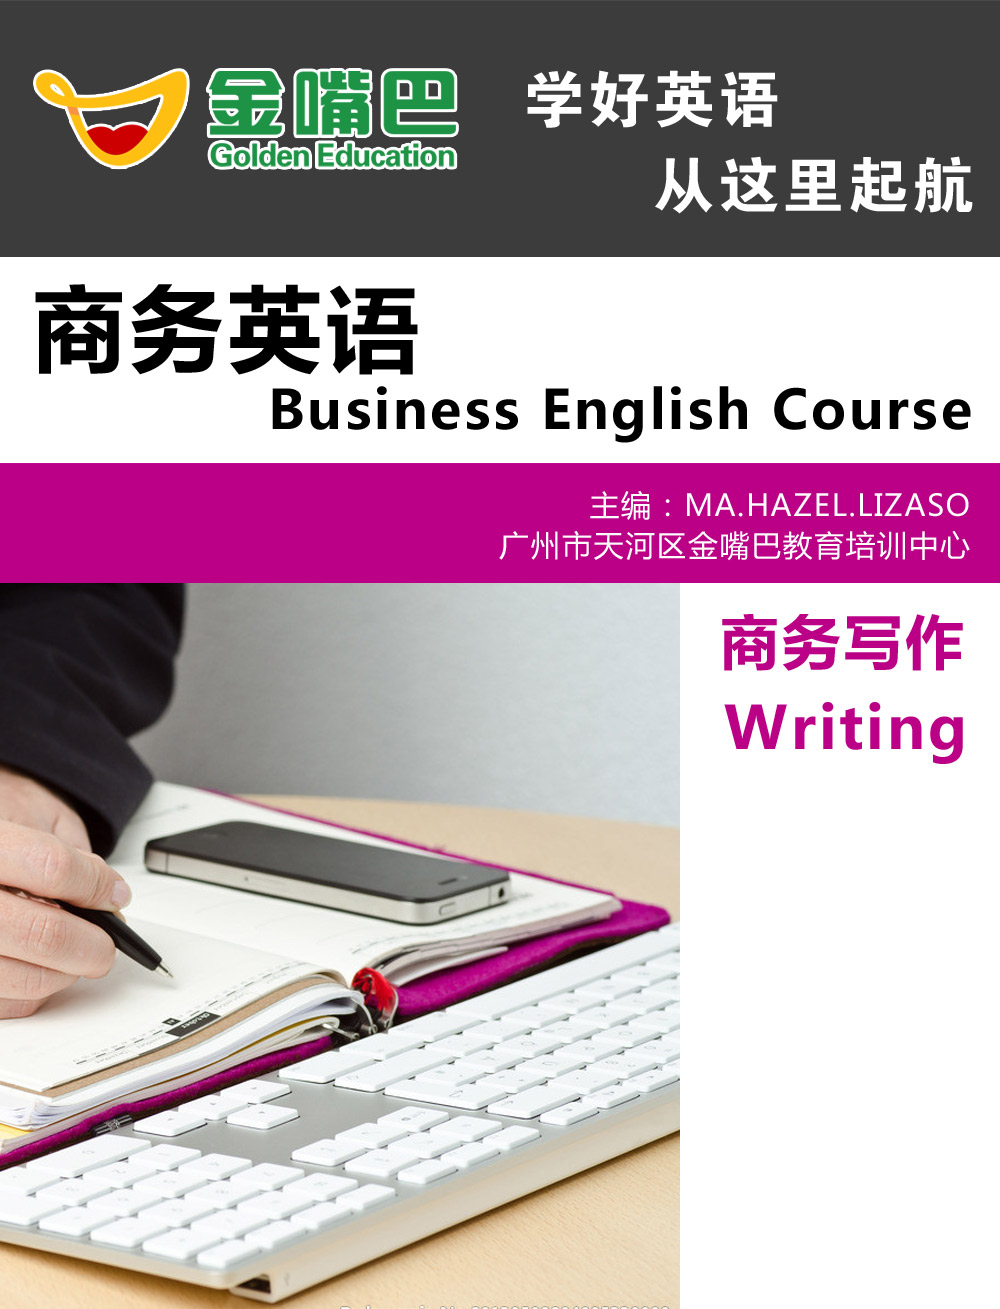 金嘴巴
Golden Education
学好英语
从这里起航
商务英语
Business English Course
主编：MA.HAZEL.LIZASO
广州市天河区金嘴巴教育培训中心
商务写作
Writing